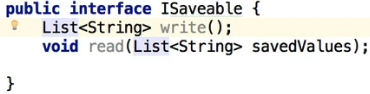 public interface ISaveable {
    List<String> write();
    void read(List<String> savedValues);
}